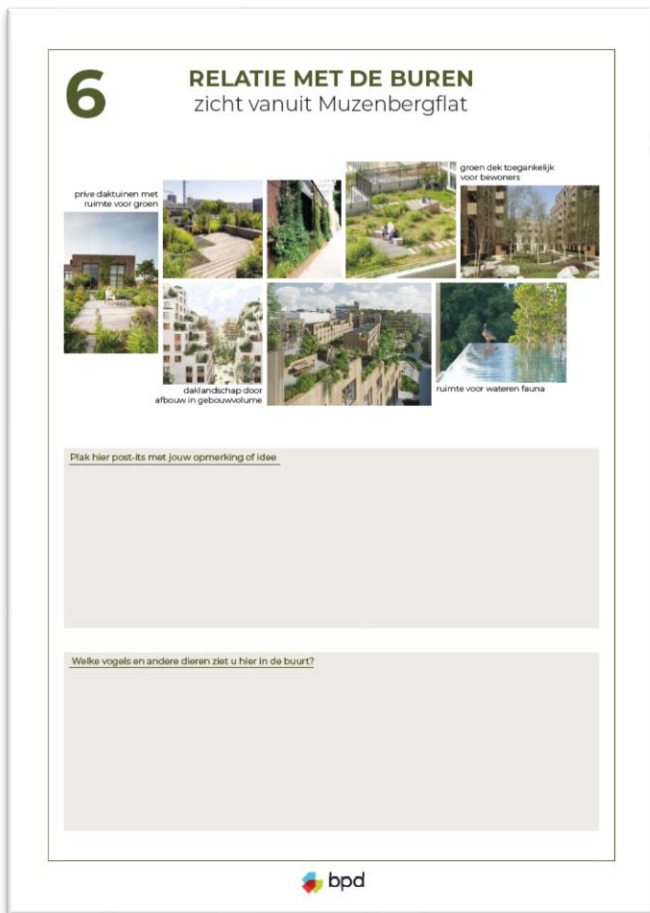 6
RELATIE MET DE BUREN
zicht vanuit Muzenbergflat
prive daktuinen met
ruimte voor groen
groen dek toegankelijk
voor bewoners
daklandschap door
afbouw in gebouwvolume
ruimte voor wateren fauna
Plak hier post-its met jouw opmerking of idee
Welke vogels en andere dieren ziet u hier in de buurt?
bpd